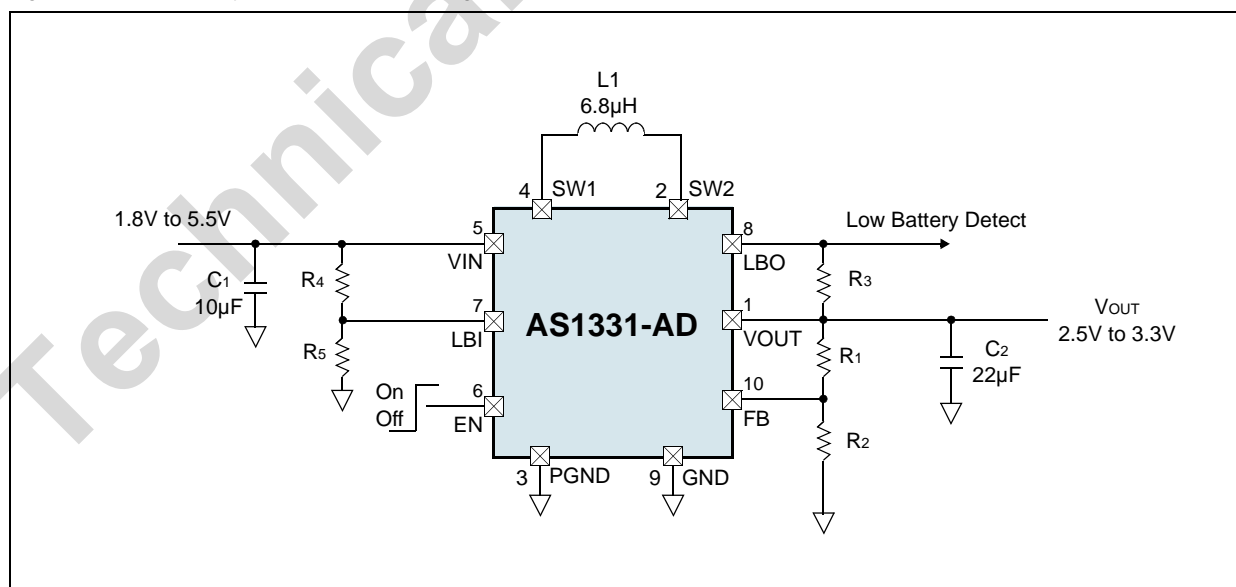 Technica
L1
6.8µH
4 SW1
2 SW2
1.8V to 5.5V
5
VIN
C1
10µF
R4
7
LBI
R5
On
Off
6
EN
AS1331-AD
8
LBO
Low Battery Detect
R3
1
VOUT
VOUT
2.5V to 3.3V
R1
C2
22µF
10
FB
R2
3 PGND
9 GND